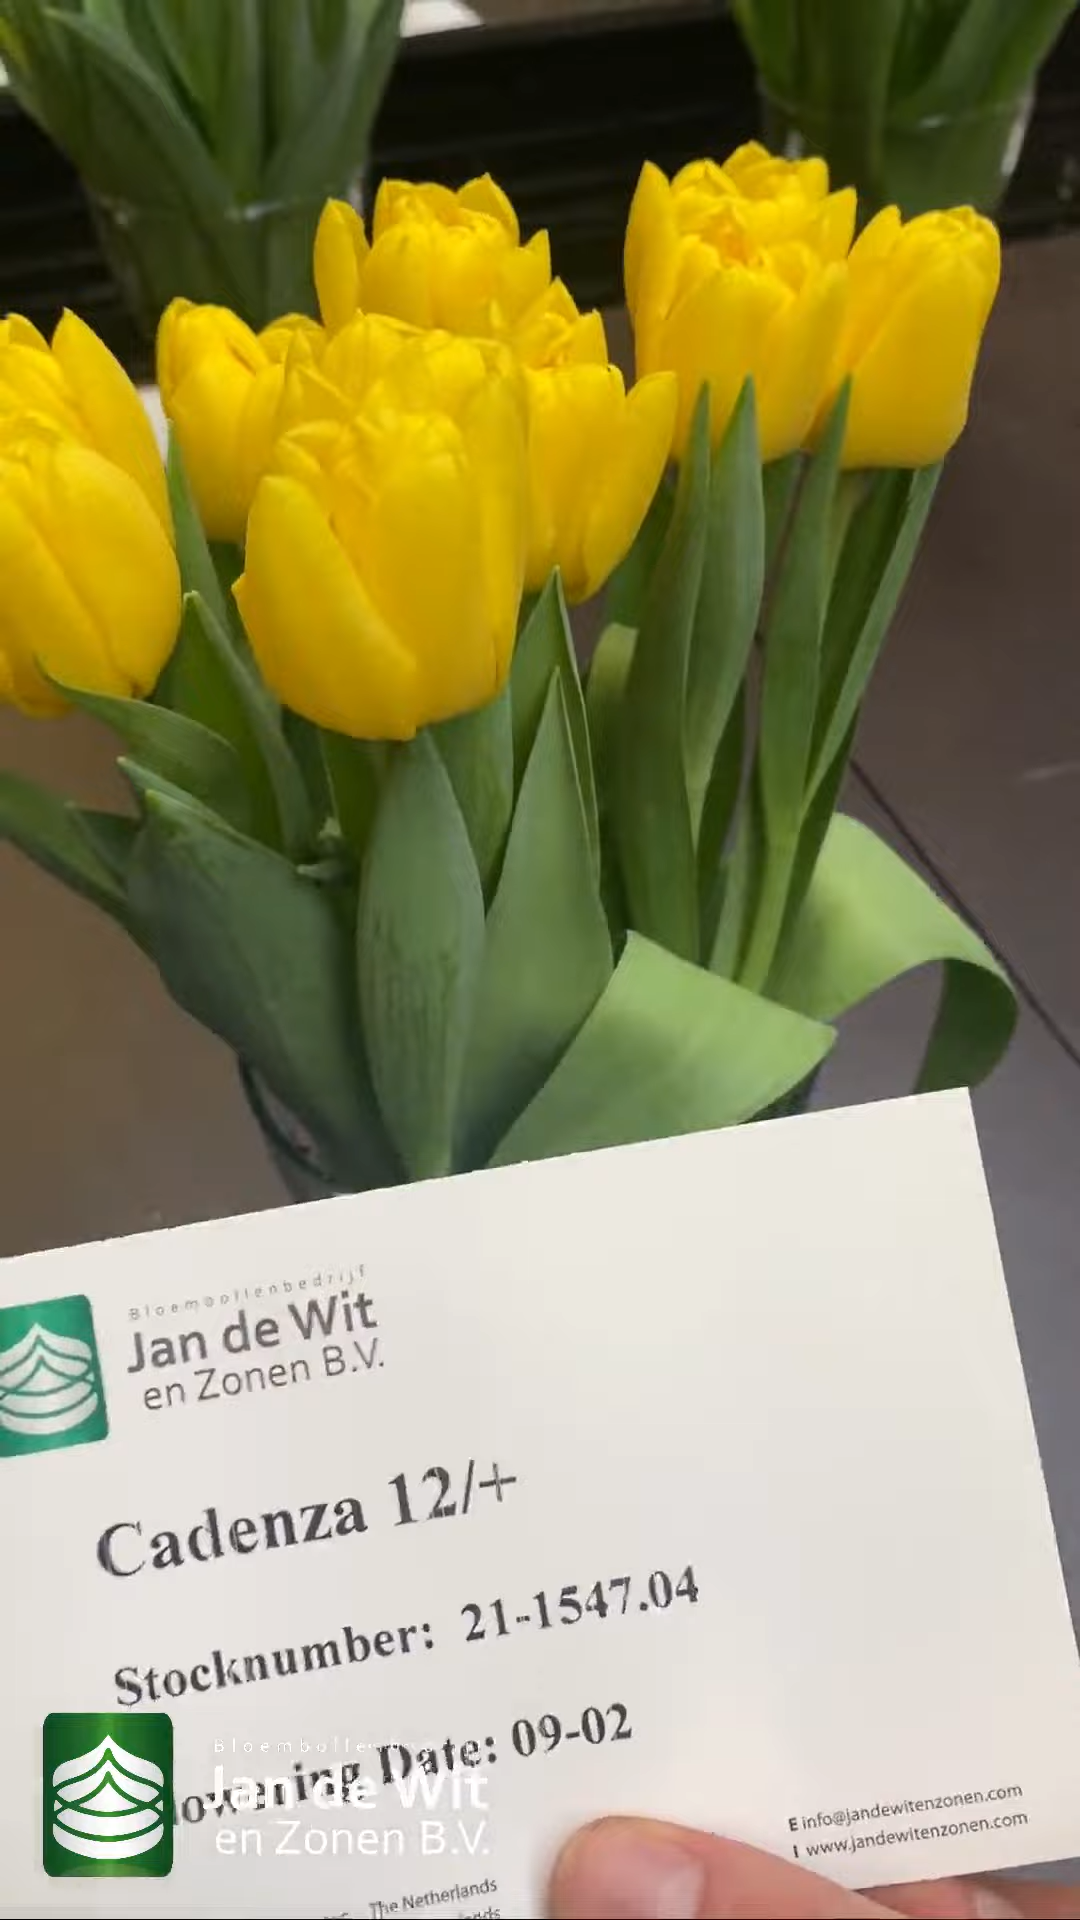 Bloembollenbedrijf
Jan de Wit
en Zonen B.V.
Cadenza 12/+
Stocknumber: 21-1547.04
Date: 09-02
Jan de Wit
en Zonen B.V.
E info@jandewitenzonen.com
I www.jandewitenzonen.com
The Netherlands